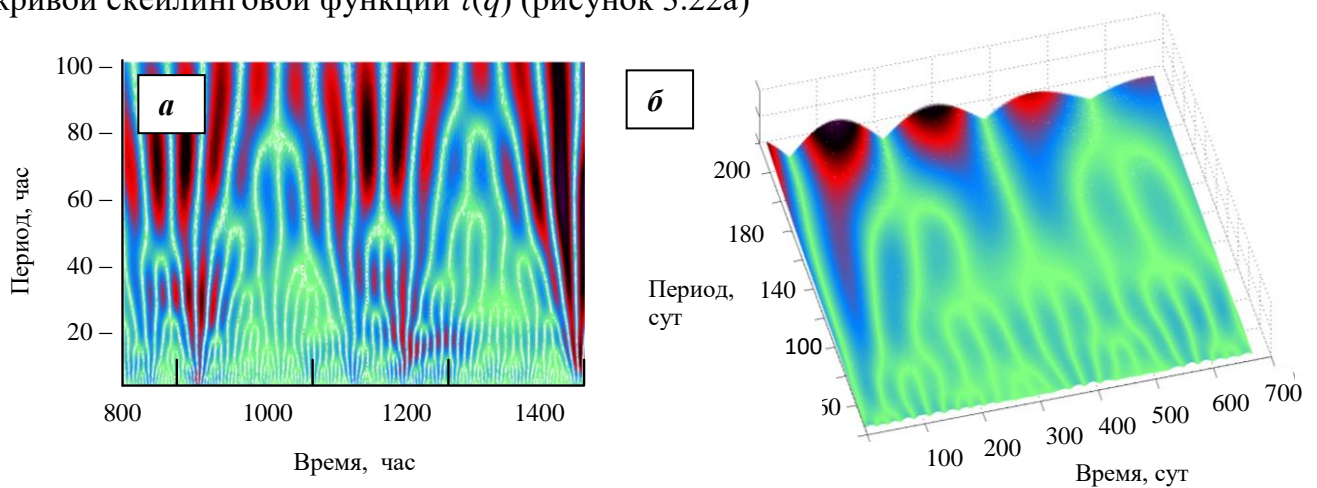 кривой скейлинговой функции τ(q) (рисунок 3.22а)
а
б
100 –
80 –
60 –
40 –
20 –
Период, час
800 1000 1200 1400
Время, час
200
180
140
100
50
Период,
сут
100 200 300 400 500 600 700
Время, сут